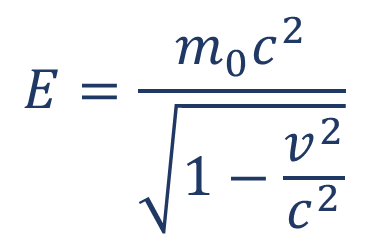 E = m₀c² / √(1 − v²/c²)